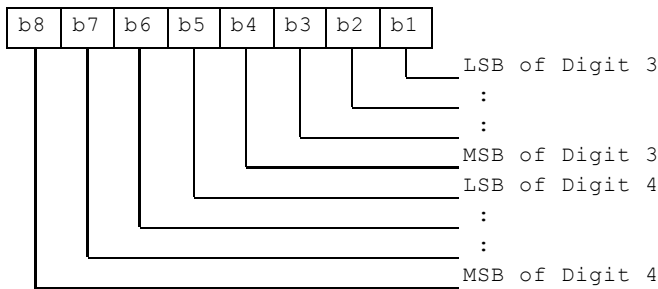 b8 b7 b6 b5 b4 b3 b2 b1
LSB of Digit 3
:
:
MSB of Digit 3
LSB of Digit 4
:
:
MSB of Digit 4